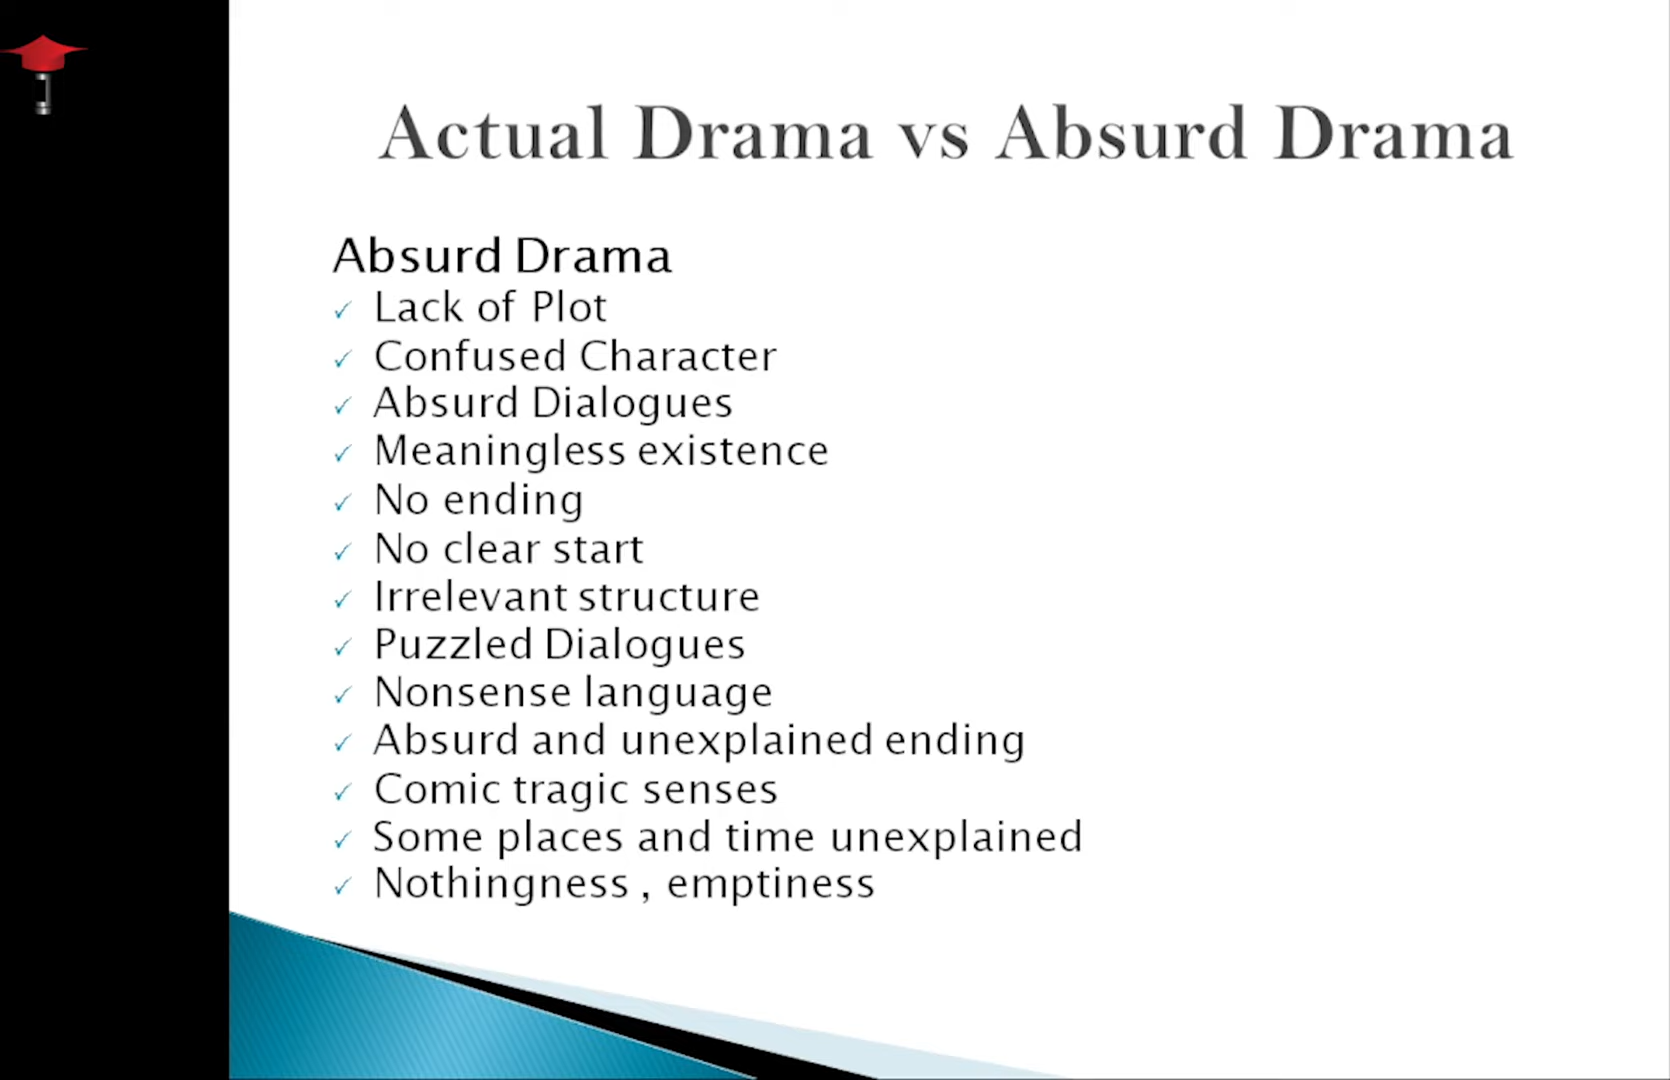 Actual Drama vs Absurd Drama
Absurd Drama
✓ Lack of Plot
✓ Confused Character
✓ Absurd Dialogues
✓ Meaningless existence
✓ No ending
✓ No clear start
✓ Irrelevant structure
✓ Puzzled Dialogues
✓ Nonsense language
✓ Absurd and unexplained ending
✓ Comic tragic senses
✓ Some places and time unexplained
✓ Nothingness , emptiness